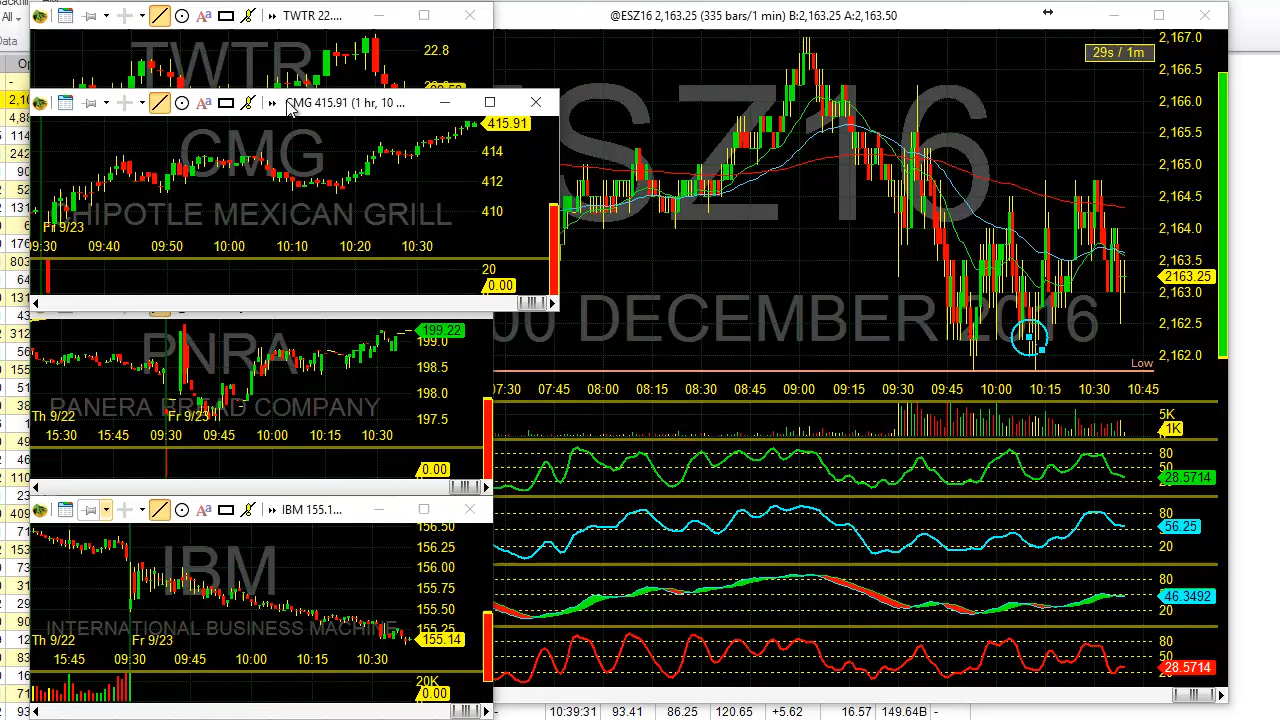 TWTR 22....
@ESZ16 2,163.25 (335 bars/1 min) B:2,163.25 A:2,163.50
TWTR
22.8
CMG 415.91 (1 hr, 10 ...
CMG
HIPOTLE MEXICAN GRILL
415.91
414
412
410
Fr 9/23
09:30 09:40 09:50 10:00 10:10 10:20 10:30
20
0.00
PNRA
PANERA BREAD COMPANY
199.22
199.0
198.5
198.0
197.5
Th 9/22 Fr 9/23
15:30 15:45 09:30 09:45 10:00 10:15 10:30
0.00
IBM 155.1...
IBM
INTERNATIONAL BUSINESS MACHINE
156.50
156.25
156.00
155.75
155.50
155.25
155.14
Th 9/22 Fr 9/23
15:45 09:30 09:45 10:00 10:15 10:30
20K
0.00
ESZ16
00 DECEMBER 2016
29s / 1m
2,167.0
2,166.5
2,166.0
2,165.5
2,165.0
2,164.5
2,164.0
2,163.5
2163.25
2,163.0
2,162.5
2,162.0
Low
07:30 07:45 08:00 08:15 08:30 08:45 09:00 09:15 09:30 09:45 10:00 10:15 10:30 10:45
5K
1K
80
50
28.5714
80
56.25
20
80
46.3492
20
80
50
28.5714
10:39:31 93.41 86.25 120.65 +5.62 16.57 149.64B -